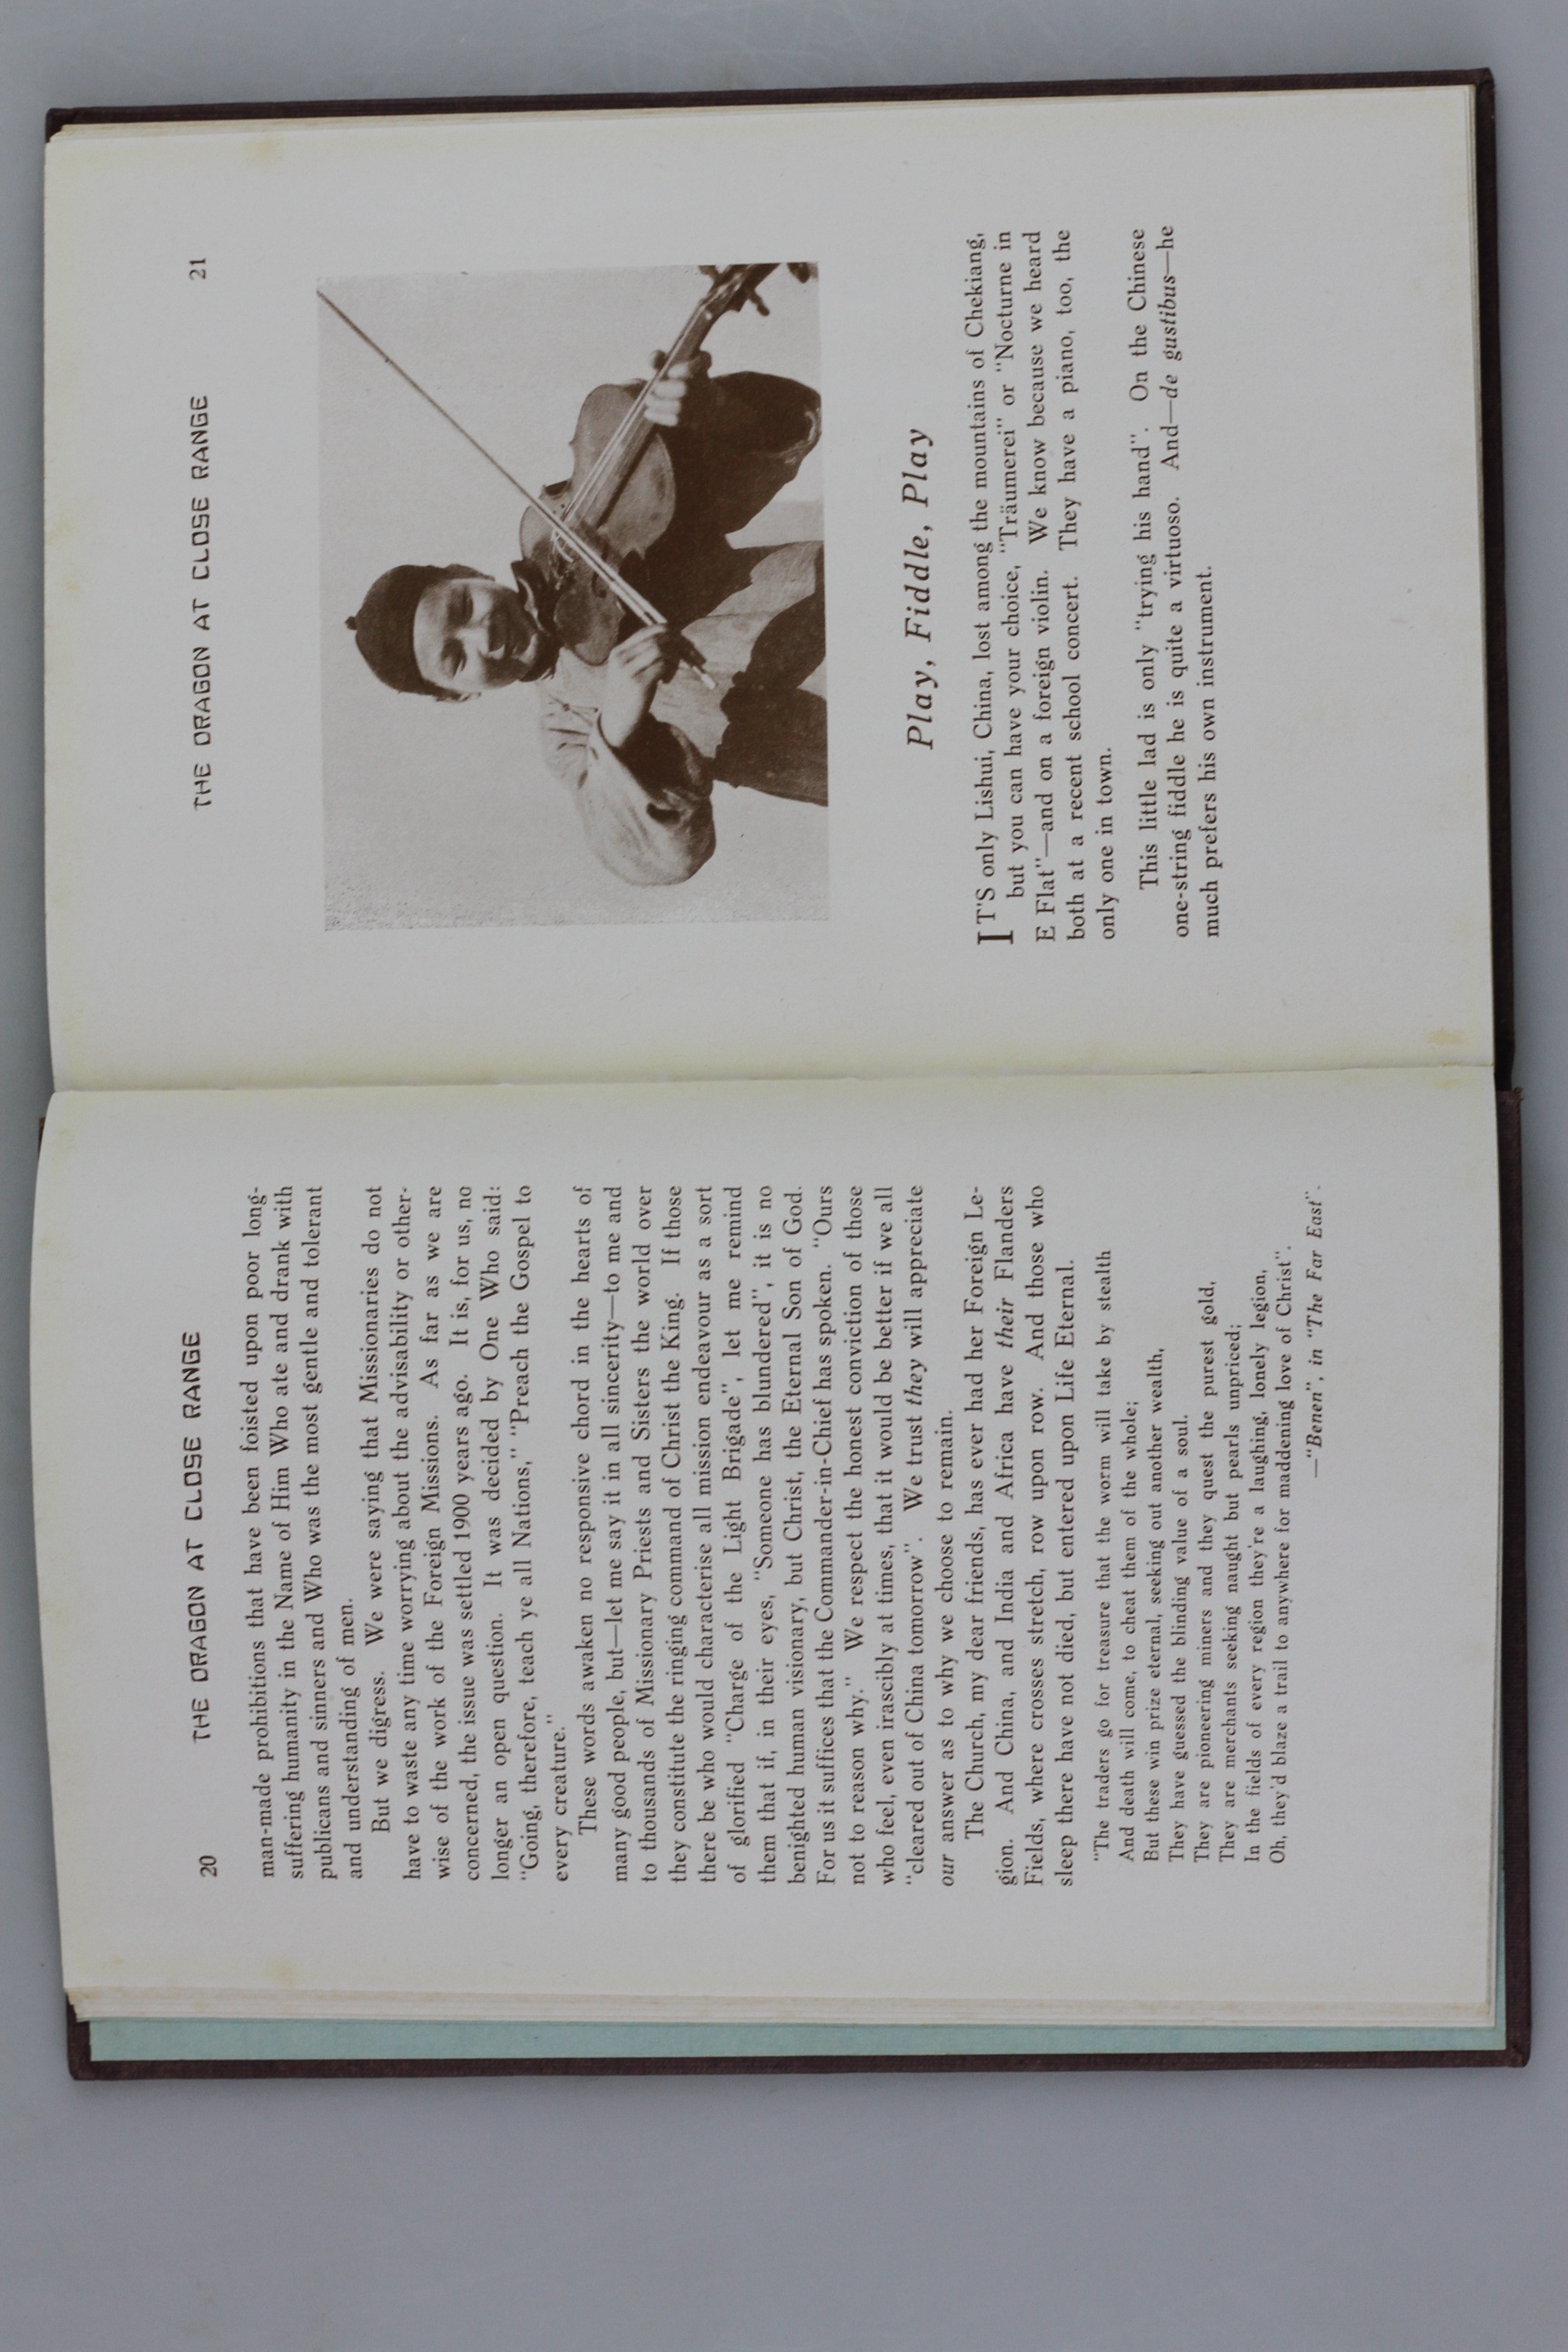 20 THE DRAGON AT CLOSE RANGE
man-made prohibitions that have been foisted upon poor long-
suffering humanity in the Name of Him Who ate and drank with
publicans and sinners and Who was the most gentle and tolerant
and understanding of men.
But we digress. We were saying that Missionaries do not
have to waste any time worrying about the advisability or other-
wise of the work of the Foreign Missions. As far as we are
concerned, the issue was settled 1900 years ago. It is, for us, no
longer an open question. It was decided by One Who said:
“Going, therefore, teach ye all Nations,” “Preach the Gospel to
every creature.”
These words awaken no responsive chord in the hearts of
many good people, but—let me say it in all sincerity—to me and
to thousands of Missionary Priests and Sisters the world over
they constitute the ringing command of Christ the King. If those
there be who would characterise all mission endeavour as a sort
of glorified “Charge of the Light Brigade”, let me remind
them that if, in their eyes, “Someone has blundered”, it is no
benighted human visionary, but Christ, the Eternal Son of God.
For us it suffices that the Commander-in-Chief has spoken. “Ours
not to reason why.” We respect the honest conviction of those
who feel, even irascibly at times, that it would be better if we all
“cleared out of China tomorrow”. We trust they will appreciate
our answer as to why we choose to remain.
The Church, my dear friends, has ever had her Foreign Le-
gion. And China, and India and Africa have their Flanders
Fields, where crosses stretch, row upon row. And those who
sleep there have not died, but entered upon Life Eternal.
“The traders go for treasure that the worm will take by stealth
And death will come, to cheat them of the whole;
But these win prize eternal, seeking out another wealth,
They have guessed the blinding value of a soul.
They are pioneering miners and they quest the purest gold,
They are merchants seeking naught but pearls unpriced;
In the fields of every region they're a laughing, lonely legion,
Oh, they'd blaze a trail to anywhere for maddening love of Christ”.
—“Benen”, in “The Far East”.
THE DRAGON AT CLOSE RANGE 21
Play, Fiddle, Play
IT'S only Lishui, China, lost among the mountains of Chekiang,
but you can have your choice, “Träumerei” or “Nocturne in
E Flat”—and on a foreign violin. We know because we heard
both at a recent school concert. They have a piano, too, the
only one in town.
This little lad is only “trying his hand”. On the Chinese
one-string fiddle he is quite a virtuoso. And—de gustibus—he
much prefers his own instrument.